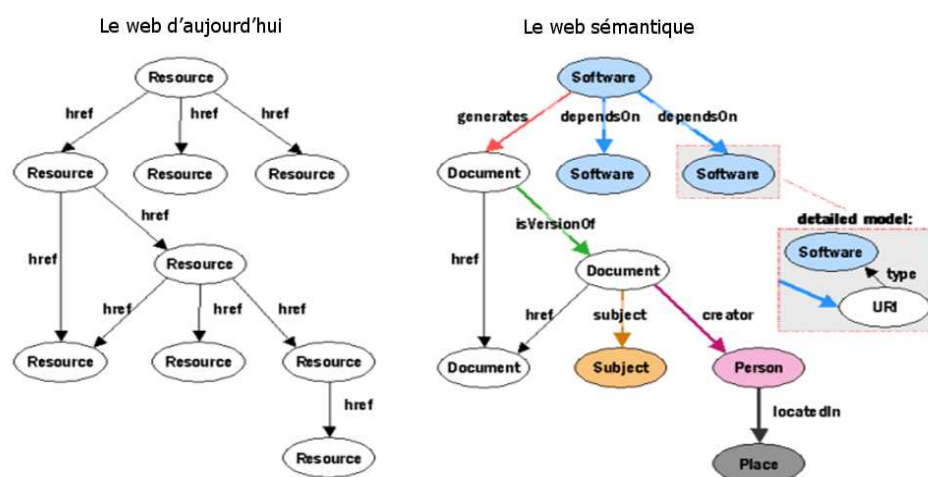 Le web d'aujourd'hui
Resource
href
href
href
Resource
Resource
Resource
href
href
Resource
href
href
href
Resource
Resource
Resource
href
Resource
Le web sémantique
Software
generates
dependsOn
dependsOn
Document
Software
Software
detailed model:
Software
type
URI
isVersionOf
href
Document
href
subject
creator
Document
Subject
Person
locatedIn
Place